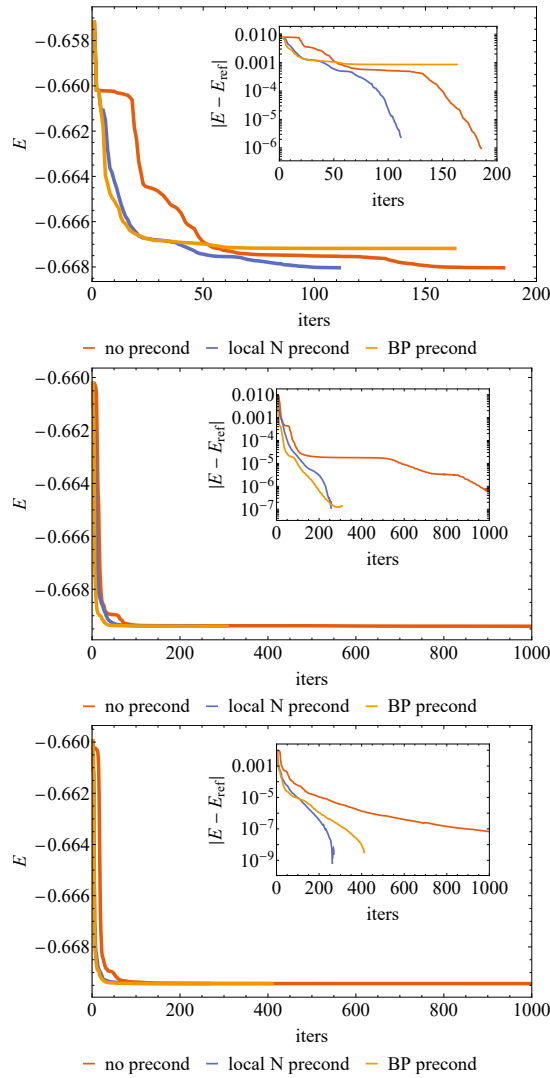 −0.658
−0.660
−0.662
−0.664
−0.666
−0.668
E
0 50 100 150 200
iters
0.010
0.001
10⁻⁴
10⁻⁵
10⁻⁶
|E − E_ref|
0 50 100 150 200
iters
no precond local N precond BP precond
−0.660
−0.662
−0.664
−0.666
−0.668
E
0 200 400 600 800 1000
iters
0.010
0.001
10⁻⁴
10⁻⁵
10⁻⁶
10⁻⁷
|E − E_ref|
0 200 400 600 800 1000
iters
no precond local N precond BP precond
−0.660
−0.662
−0.664
−0.666
−0.668
E
0 200 400 600 800 1000
iters
0.001
10⁻⁵
10⁻⁷
10⁻⁹
|E − E_ref|
0 200 400 600 800 1000
iters
no precond local N precond BP precond